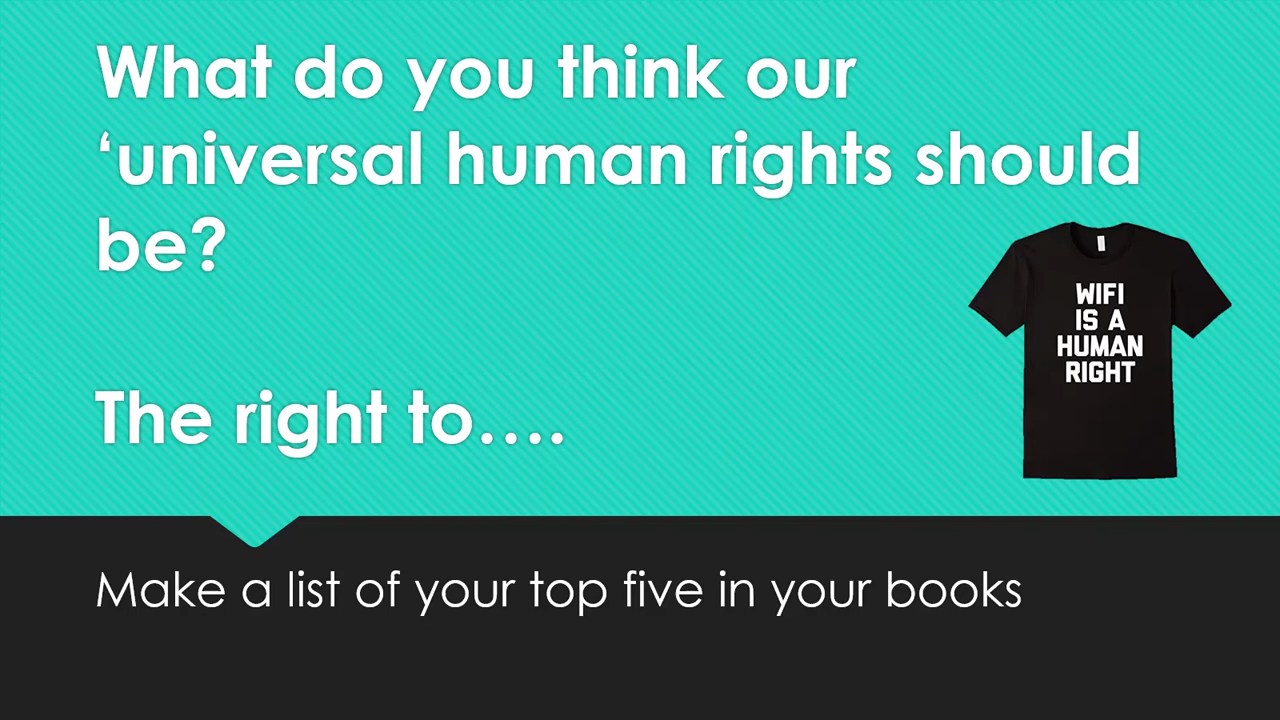 What do you think our
‘universal human rights should
be?
The right to….
WIFI
IS A
HUMAN
RIGHT
Make a list of your top five in your books